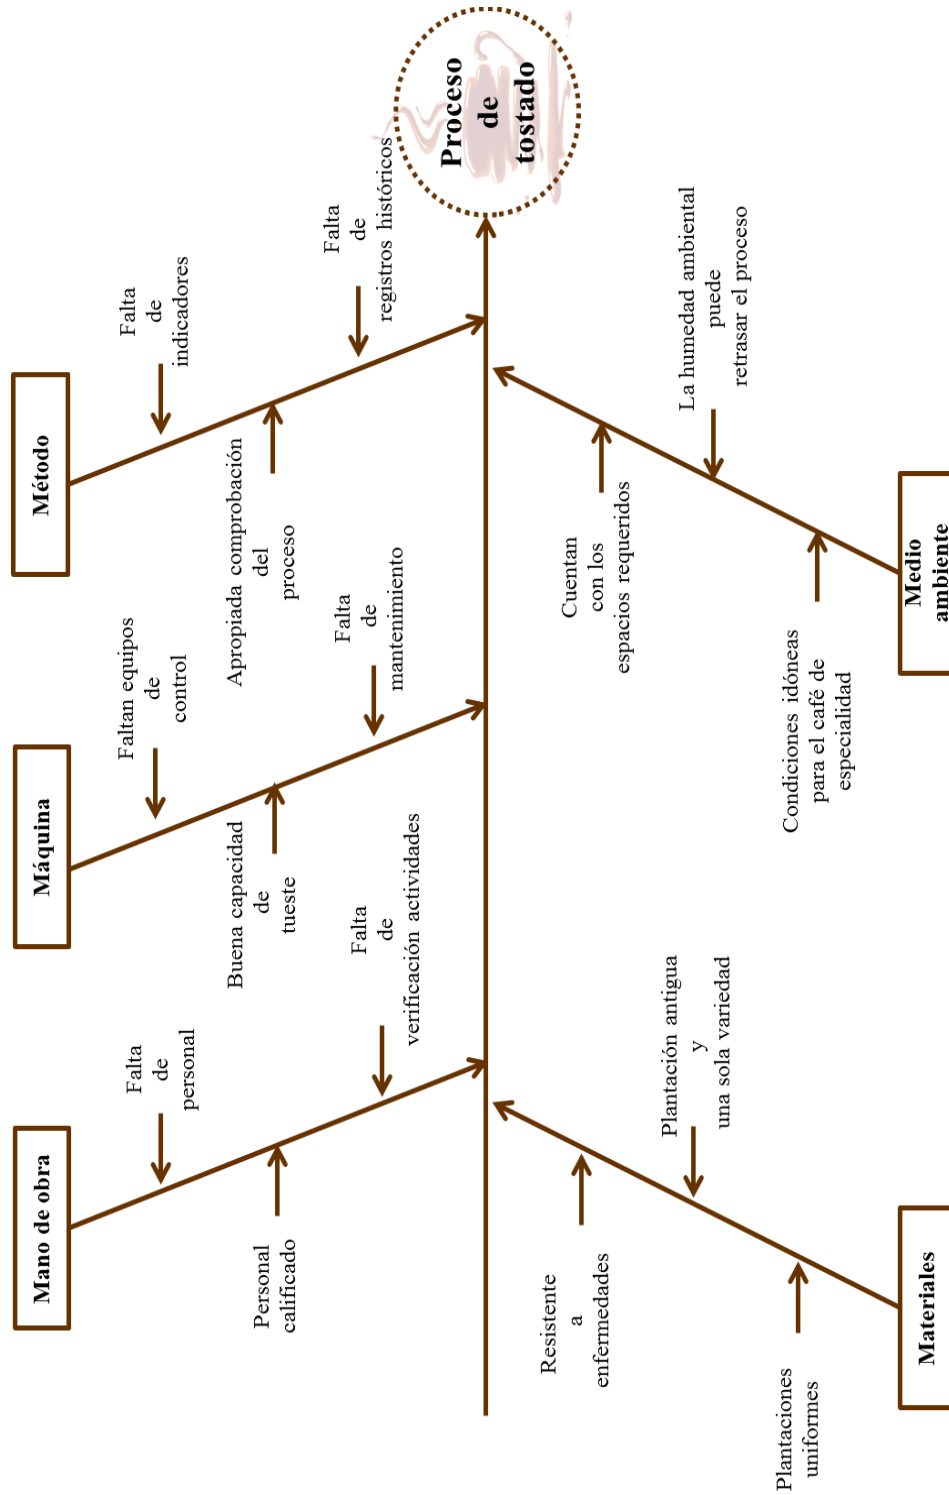 Mano de obra
Máquina
Método
Falta
de
personal
Personal
calificado
Falta
de
verificación actividades
Faltan equipos
de
control
Buena capacidad
de
tueste
Falta
de
mantenimiento
Falta
de
indicadores
Apropiada comprobación
del
proceso
Falta
de
registros históricos
Proceso
de
tostado
Resistente
a
enfermedades
Plantación antigua
y
una sola variedad
Plantaciones
uniformes
Cuentan
con los
espacios requeridos
La humedad ambiental
puede
retrasar el proceso
Condiciones idóneas
para el café de
especialidad
Materiales
Medio
ambiente